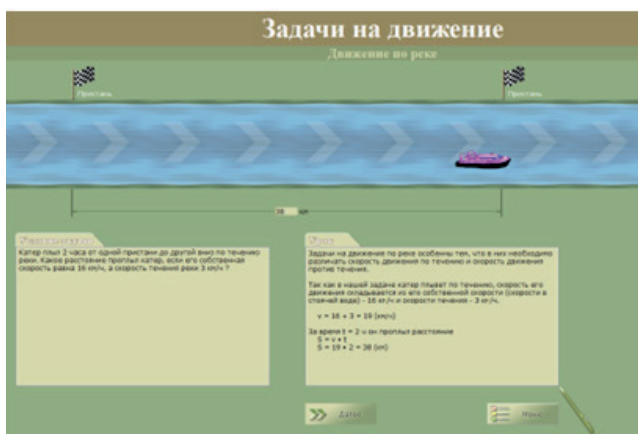 Задачи на движение
Движение по реке
Пристань
Пристань
38 км
Катер плыл 2 часа от одной пристани до другой вниз по течению
реки. Какое расстояние проплыл катер, если его собственная
скорость равна 16 км/ч, а скорость течения реки 3 км/ч ?
Задачи на движение по реке особенны тем, что в них необходимо
различать скорость движения по течению и скорость движения
против течения.
Так как в нашей задаче катер плывет по течению, скорость его
движения складывается из его собственной скорости (скорости в
стоячей воде) - 16 км/ч и скорости течения - 3 км/ч.
v = 16 + 3 = 19 (км/ч)
За время t = 2 ч он проплыл расстояние
S = v • t
S = 19 • 2 = 38 (км)
Далее
Меню